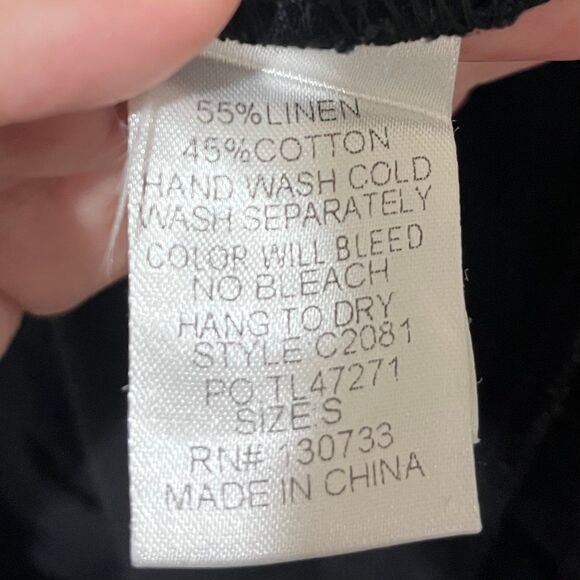 55%LINEN
45%COTTON
HAND WASH COLD
WASH SEPARATELY
COLOR WILL BLEED
NO BLEACH
HANG TO DRY
STYLE C2081
PO TL47271
SIZE:S
RN# 130733
MADE IN CHINA